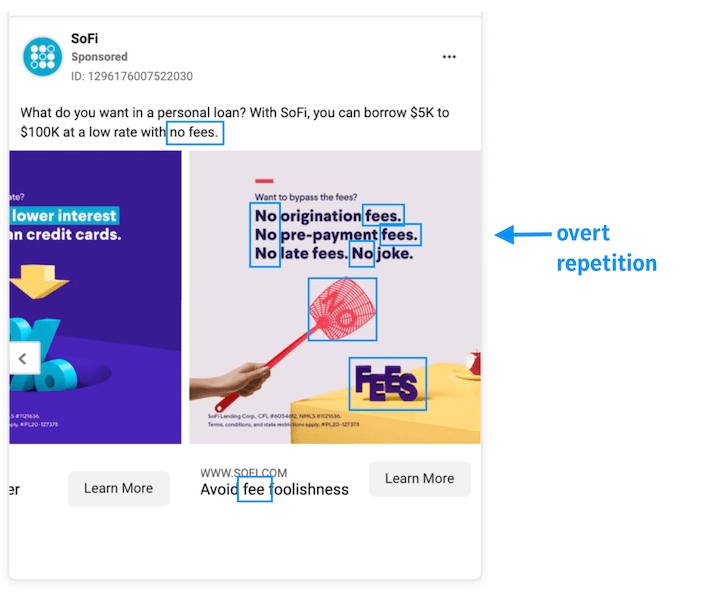 SoFi
Sponsored
ID: 1296176007522030
What do you want in a personal loan? With SoFi, you can borrow $5K to
$100K at a low rate with no fees.
ate?
lower interest
an credit cards.
%
LS #1121636.
ply. #PL20-127378
Want to bypass the fees?
No origination fees.
No pre-payment fees.
No late fees. No joke.
NO
FEES
SoFi Lending Corp., CFL #6054612, NMLS #1121636.
Terms, conditions, and state restrictions apply. #PL20-127378
overt
repetition
er
Learn More
WWW.SOFI.COM
Avoid fee foolishness
Learn More